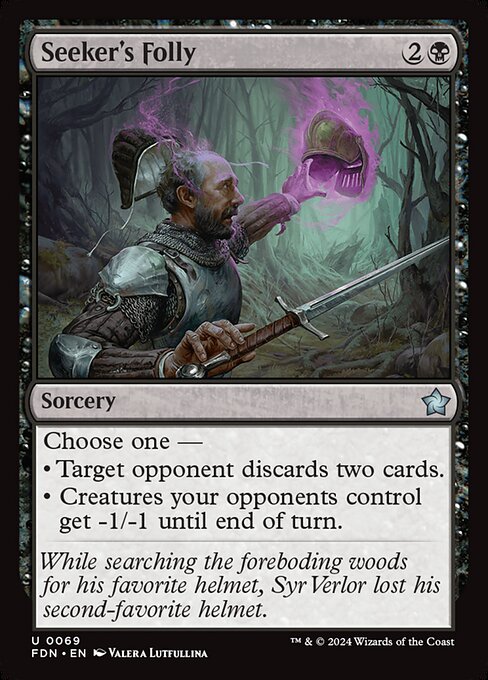 Seeker's Folly 2
Sorcery
Choose one —
• Target opponent discards two cards.
• Creatures your opponents control
get -1/-1 until end of turn.
While searching the foreboding woods
for his favorite helmet, Syr Verlor lost his
second-favorite helmet.
U 0069 ™ & © 2024 Wizards of the Coast
FDN • EN Valera Lutfullina